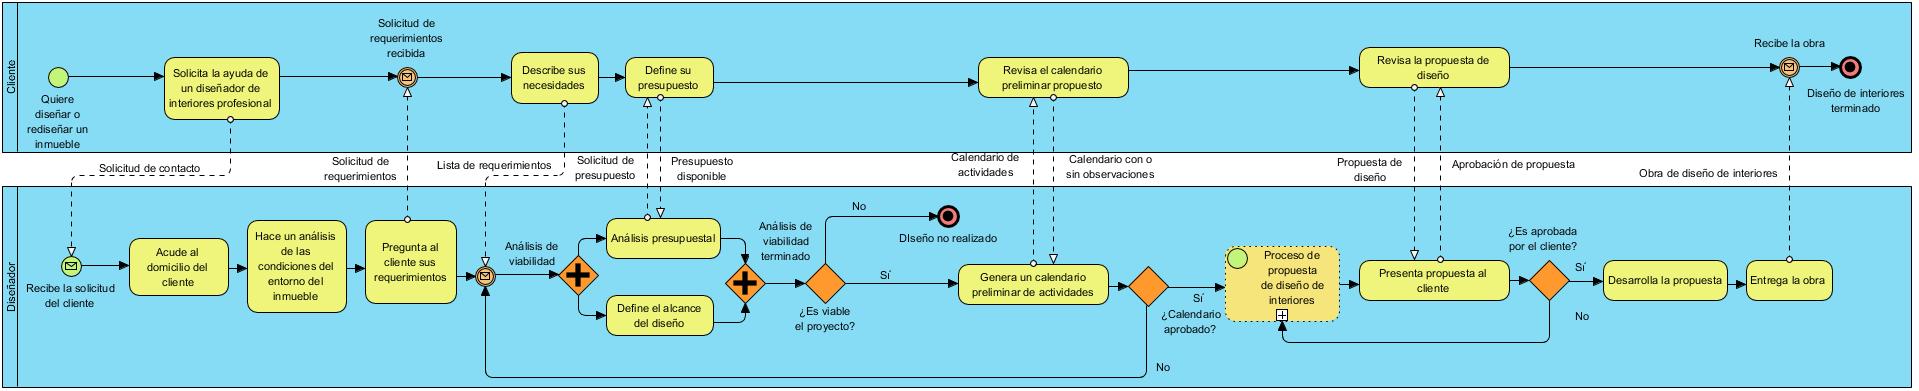 Diseñador
Cliente
Recibe la solicitud
del cliente
Quiere
diseñar o
rediseñar un
inmueble
Solicitud de contacto
Acude al
domicilio del
cliente
Solicita la ayuda de
un diseñador de
interiores profesional
Hace un análisis
de las
condiciones del
entorno del
inmueble
Solicitud de
requerimientos
Solicitud de
requerimientos
recibida
Pregunta al
cliente sus
requerimientos
Lista de requerimientos
Análisis de
viabilidad
Describe sus
necesidades
Solicitud de
presupuesto
Análisis presupuestal
Define el alcance
del diseño
Define su
presupuesto
Presupuesto
disponible
Análisis de
viabilidad
terminado
¿Es viable
el proyecto?
No
Sí
Diseño no realizado
Calendario de
actividades
Genera un calendario
preliminar de actividades
Revisa el calendario
preliminar propuesto
Calendario con o
sin observaciones
¿Calendario
aprobado?
No
Sí
Proceso de
propuesta
de diseño de
interiores
Propuesta de
diseño
Presenta propuesta al
cliente
Revisa la propuesta de
diseño
Aprobación de propuesta
¿Es aprobada
por el cliente?
Sí
No
Desarrolla la propuesta
Obra de diseño de interiores
Entrega la obra
Recibe la obra
Diseño de interiores
terminado